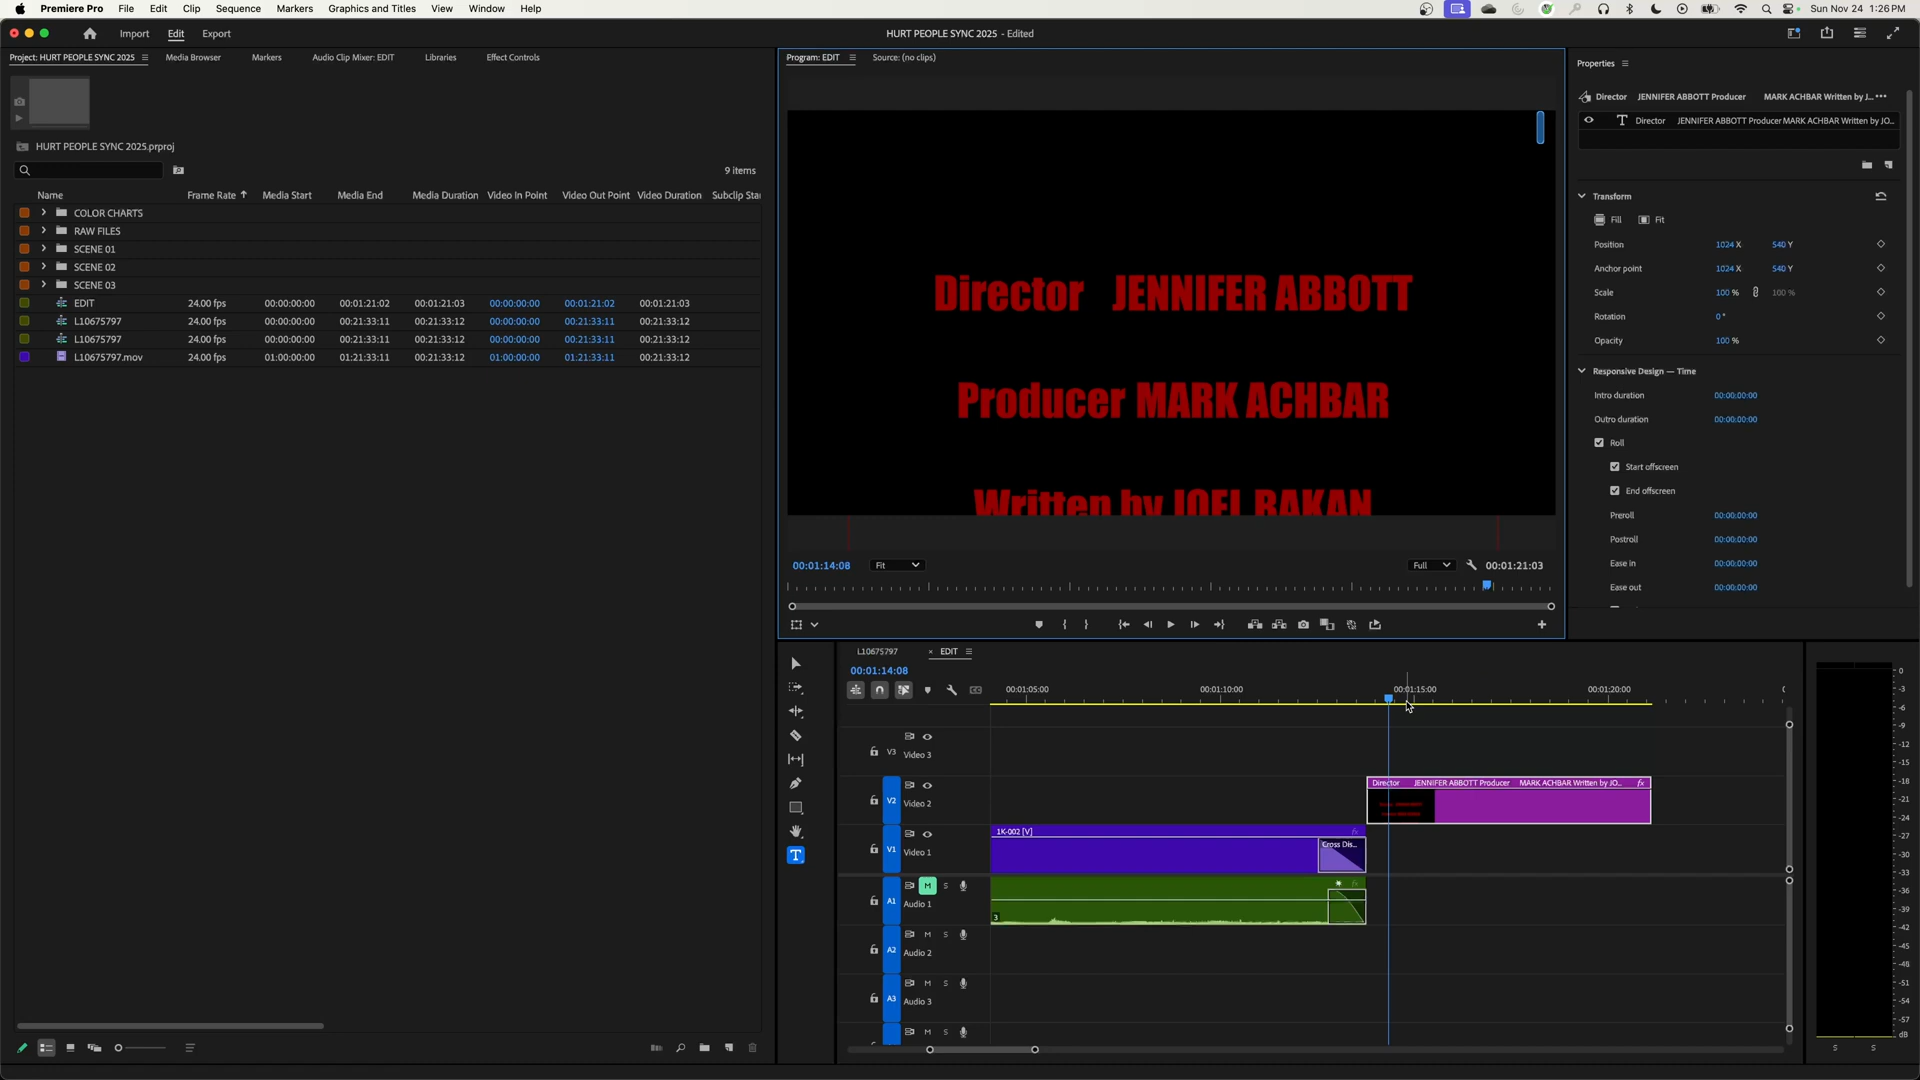 Premiere Pro File Edit Clip Sequence Markers Graphics and Titles View Window Help Sun Nov 24 1:26 PM
Import Edit Export HURT PEOPLE SYNC 2025 - Edited
Project: HURT PEOPLE SYNC 2025 Media Browser Markers Audio Clip Mixer: EDIT Libraries Effect Controls
HURT PEOPLE SYNC 2025.prproj
9 items
Name Frame Rate Media Start Media End Media Duration Video In Point Video Out Point Video Duration Subclip Star
COLOR CHARTS
RAW FILES
SCENE 01
SCENE 02
SCENE 03
EDIT 24.00 fps 00:00:00:00 00:01:21:02 00:01:21:03 00:00:00:00 00:01:21:02 00:01:21:03
L10675797 24.00 fps 00:00:00:00 00:21:33:11 00:21:33:12 00:00:00:00 00:21:33:11 00:21:33:12
L10675797 24.00 fps 00:00:00:00 00:21:33:11 00:21:33:12 00:00:00:00 00:21:33:11 00:21:33:12
L10675797.mov 24.00 fps 01:00:00:00 01:21:33:11 00:21:33:12 01:00:00:00 01:21:33:11 00:21:33:12
Program: EDIT Source: (no clips)
Director JENNIFER ABBOTT
Producer MARK ACHBAR
Written by JOEL BAKAN
00:01:14:08 Fit Full 00:01:21:03
Properties
Director JENNIFER ABBOTT Producer MARK ACHBAR Written by J...
T Director JENNIFER ABBOTT Producer MARK ACHBAR Written by JO...
Transform
Fill Fit
Position 1024 X 540 Y
Anchor point 1024 X 540 Y
Scale 100 % 100 %
Rotation 0 °
Opacity 100 %
Responsive Design — Time
Intro duration 00:00:00:00
Outro duration 00:00:00:00
Roll
Start offscreen
End offscreen
Preroll 00:00:00:00
Postroll 00:00:00:00
Ease in 00:00:00:00
Ease out 00:00:00:00
L10675797 × EDIT
00:01:14:08
00:01:05:00 00:01:10:00 00:01:15:00 00:01:20:00
V3 Video 3
V2 Video 2
Director JENNIFER ABBOTT Producer MARK ACHBAR Written by JO... fx
V1 Video 1
1K-002 [V] fx
Cross Dis...
M S
A1 Audio 1
3
M S
A2 Audio 2
M S
A3 Audio 3
M S
0
-3
-6
-9
-12
-15
-18
-21
-24
-27
-30
-33
-36
-39
-42
-45
-48
-51
-54
-57
dB
S S